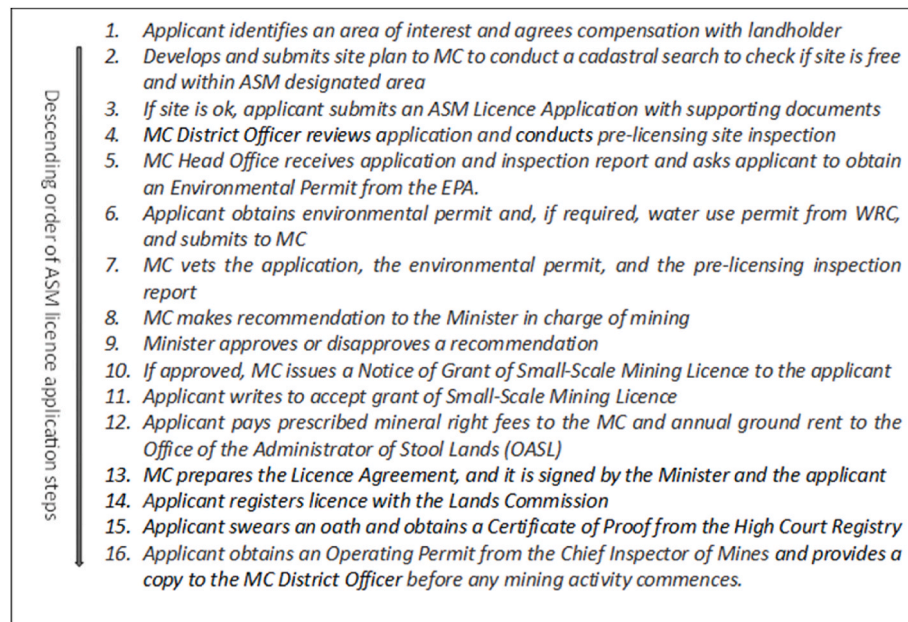 Descending order of ASM licence application steps
1. Applicant identifies an area of interest and agrees compensation with landholder
2. Develops and submits site plan to MC to conduct a cadastral search to check if site is free
and within ASM designated area
3. If site is ok, applicant submits an ASM Licence Application with supporting documents
4. MC District Officer reviews application and conducts pre-licensing site inspection
5. MC Head Office receives application and inspection report and asks applicant to obtain
an Environmental Permit from the EPA.
6. Applicant obtains environmental permit and, if required, water use permit from WRC,
and submits to MC
7. MC vets the application, the environmental permit, and the pre-licensing inspection
report
8. MC makes recommendation to the Minister in charge of mining
9. Minister approves or disapproves a recommendation
10. If approved, MC issues a Notice of Grant of Small-Scale Mining Licence to the applicant
11. Applicant writes to accept grant of Small-Scale Mining Licence
12. Applicant pays prescribed mineral right fees to the MC and annual ground rent to the
Office of the Administrator of Stool Lands (OASL)
13. MC prepares the Licence Agreement, and it is signed by the Minister and the applicant
14. Applicant registers licence with the Lands Commission
15. Applicant swears an oath and obtains a Certificate of Proof from the High Court Registry
16. Applicant obtains an Operating Permit from the Chief Inspector of Mines and provides a
copy to the MC District Officer before any mining activity commences.